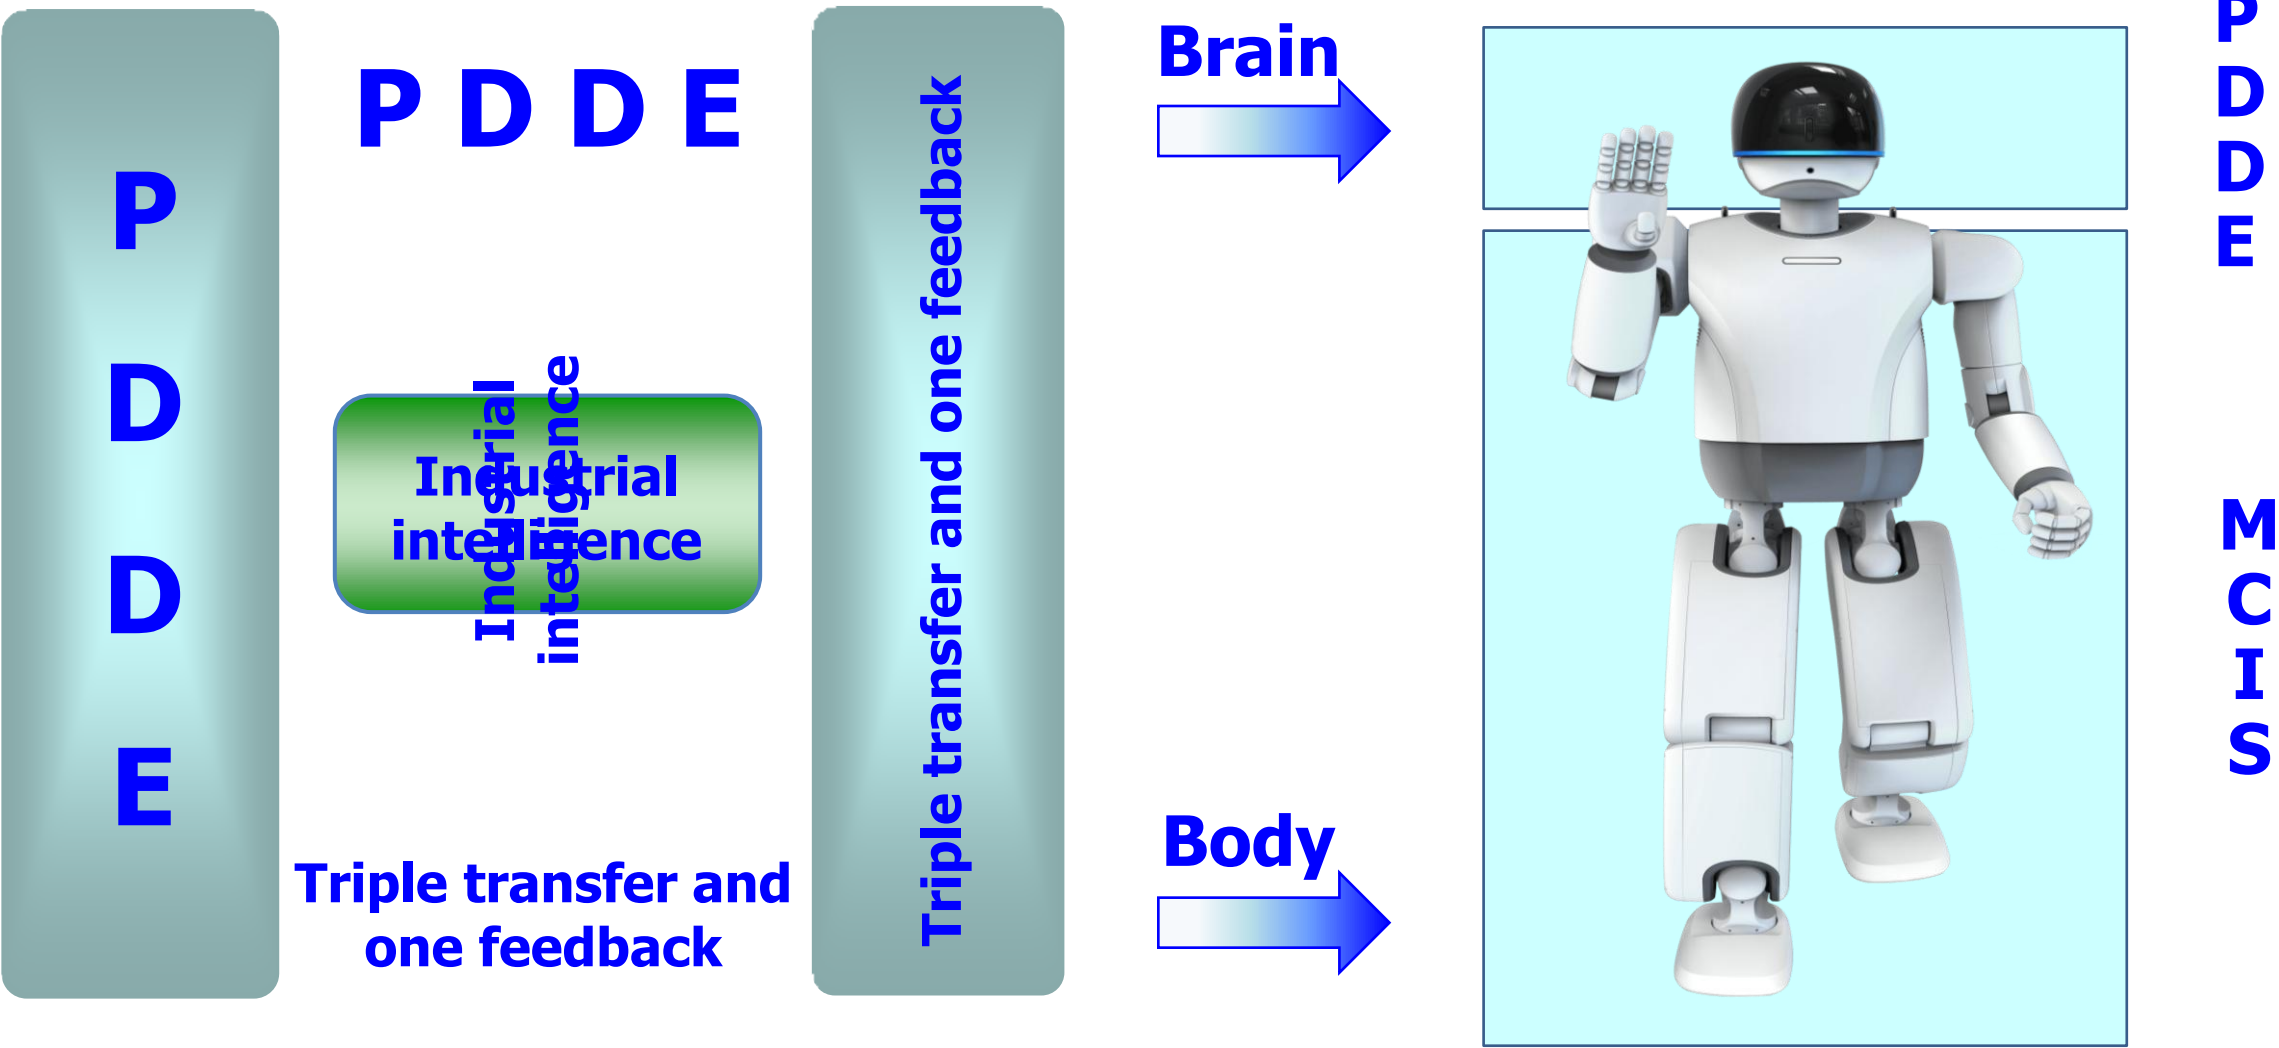 P
D
D
E
P D D E
Industrial
intelligence
Industrial
intelligence
Triple transfer and
one feedback
Triple transfer and one feedback
Brain
Body
P
D
D
E
M
C
I
S